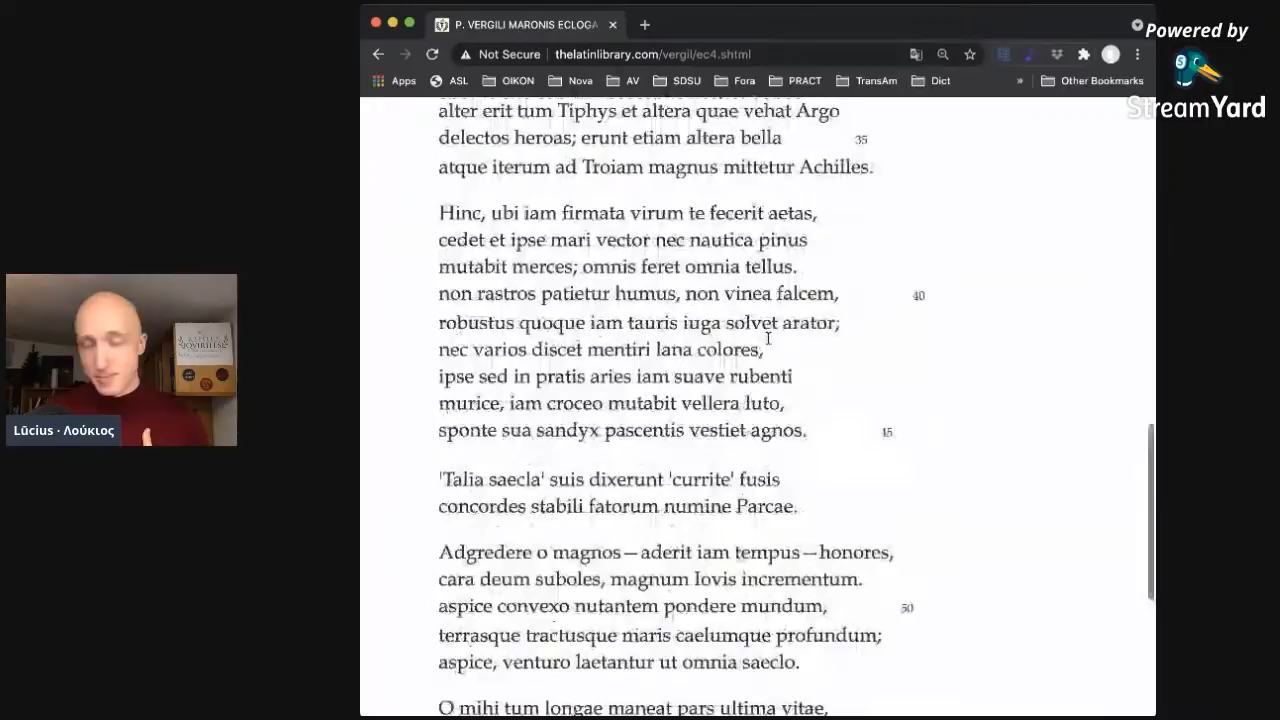 P. VERGILI MARONIS ECLOGA
Not Secure
thelatinlibrary.com/vergil/ec4.shtml
Apps
ASL
OIKON
Nova
AV
SDSU
Fora
PRACT
TransAm
Dict
»
Other Bookmarks
Powered by
StreamYard
alter erit tum Tiphys et altera quae vehat Argo
delectos heroas; erunt etiam altera bella 35
atque iterum ad Troiam magnus mittetur Achilles.
Hinc, ubi iam firmata virum te fecerit aetas,
cedet et ipse mari vector nec nautica pinus
mutabit merces; omnis feret omnia tellus.
non rastros patietur humus, non vinea falcem, 40
robustus quoque iam tauris iuga solvet arator;
nec varios discet mentiri lana colores,
ipse sed in pratis aries iam suave rubenti
murice, iam croceo mutabit vellera luto,
sponte sua sandyx pascentis vestiet agnos. 45
'Talia saecla' suis dixerunt 'currite' fusis
concordes stabili fatorum numine Parcae.
Adgredere o magnos—aderit iam tempus—honores,
cara deum suboles, magnum Iovis incrementum.
aspice convexo nutantem pondere mundum, 50
terrasque tractusque maris caelumque profundum;
aspice, venturo laetantur ut omnia saeclo.
O mihi tum longae maneat pars ultima vitae,
Lūcius · Λούκιος